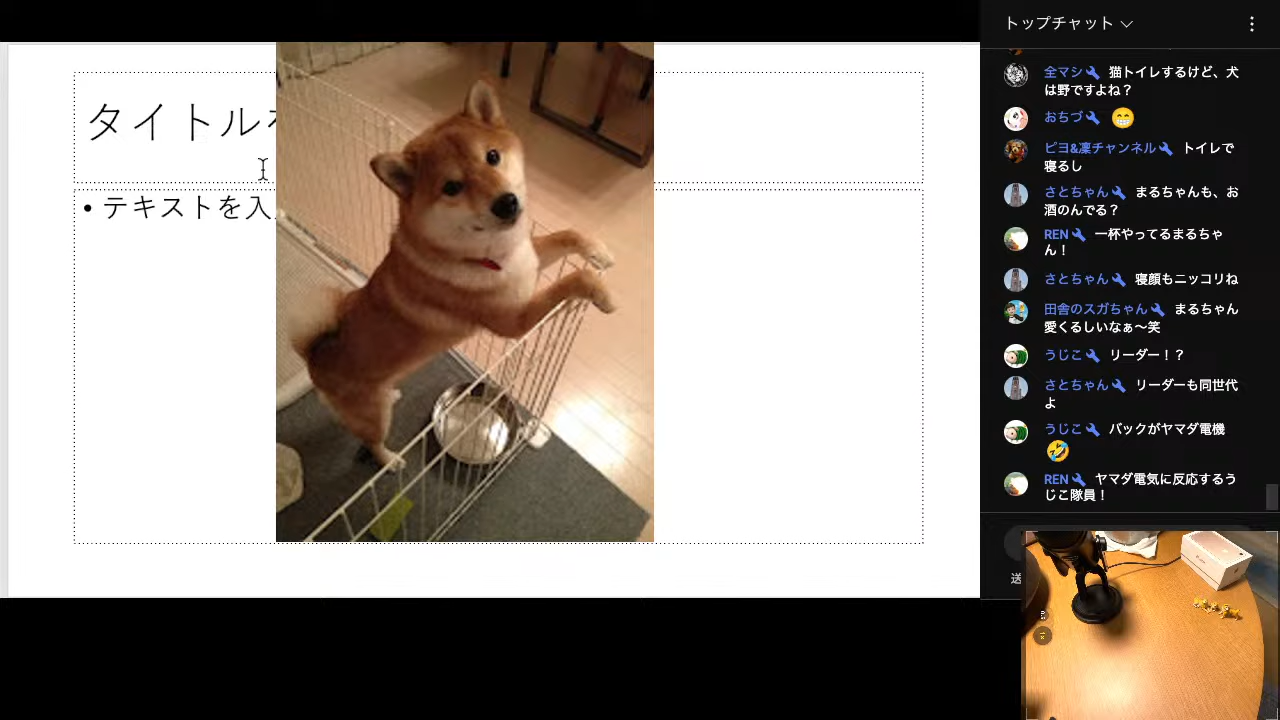 トップチャット
タイトルを
• テキストを入
全マシ 猫トイレするけど、犬
は野ですよね？
おちづ 😁
ピヨ&凜チャンネル トイレで
寝るし
さとちゃん まるちゃんも、お
酒のんでる？
REN 一杯やってるまるちゃ
ん！
さとちゃん 寝顔もニッコリね
田舎のスガちゃん まるちゃん
愛くるしいなぁ〜笑
うじこ リーダー！？
さとちゃん リーダーも同世代
よ
うじこ バックがヤマダ電機
🤣
REN ヤマダ電気に反応するう
じこ隊員！
送